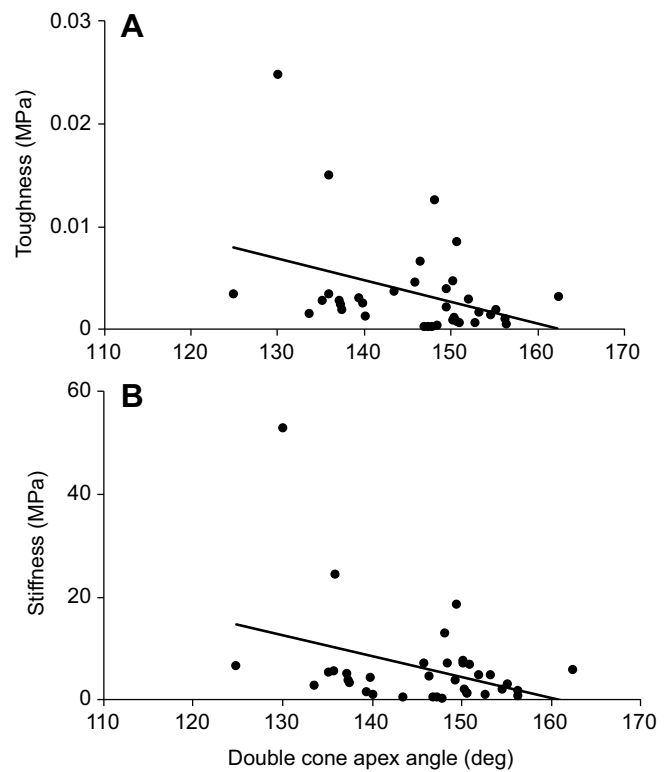 A
Toughness (MPa)
0.03
0.02
0.01
0
110 120 130 140 150 160 170
B
Stiffness (MPa)
60
40
20
0
110 120 130 140 150 160 170
Double cone apex angle (deg)